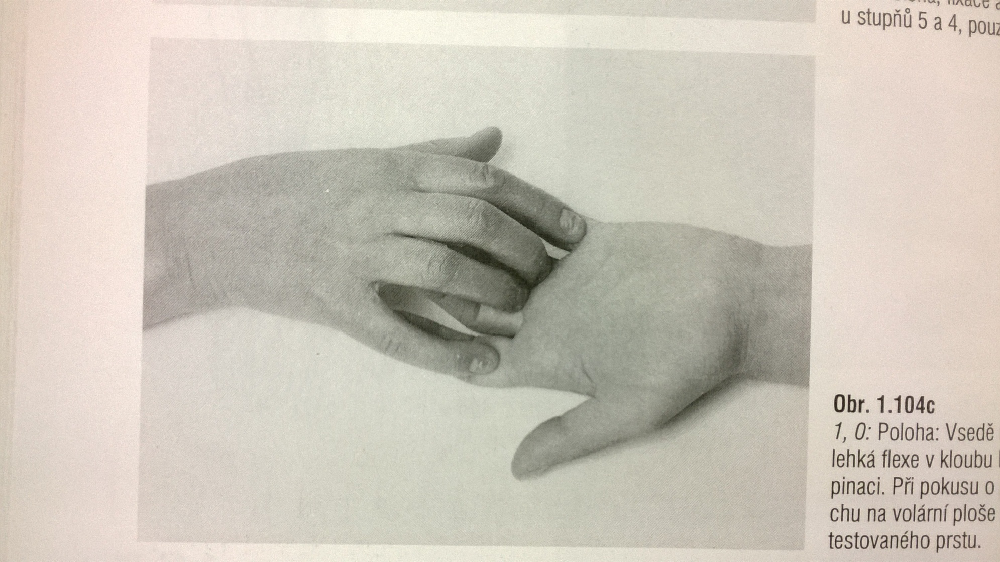 u stupňů 5 a 4,
Obr. 1.104c
1, 0: Poloha: Vsedě
lehká flexe v kloubu
pinaci. Při pokusu o
chu na volární ploše
testovaného prstu.